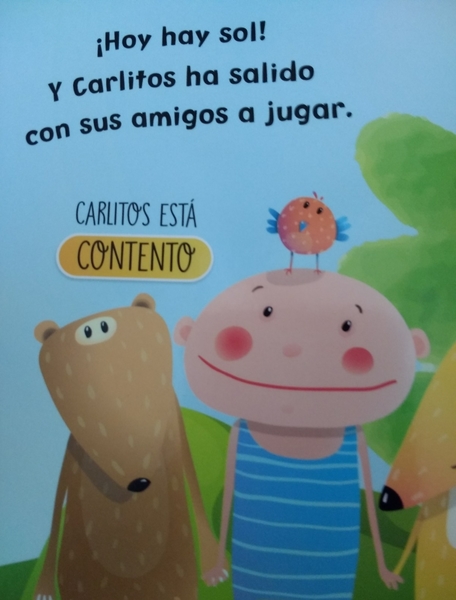 ¡Hoy hay sol!
Y Carlitos ha salido
con sus amigos a jugar.
CARLITOS ESTÁ
CONTENTO